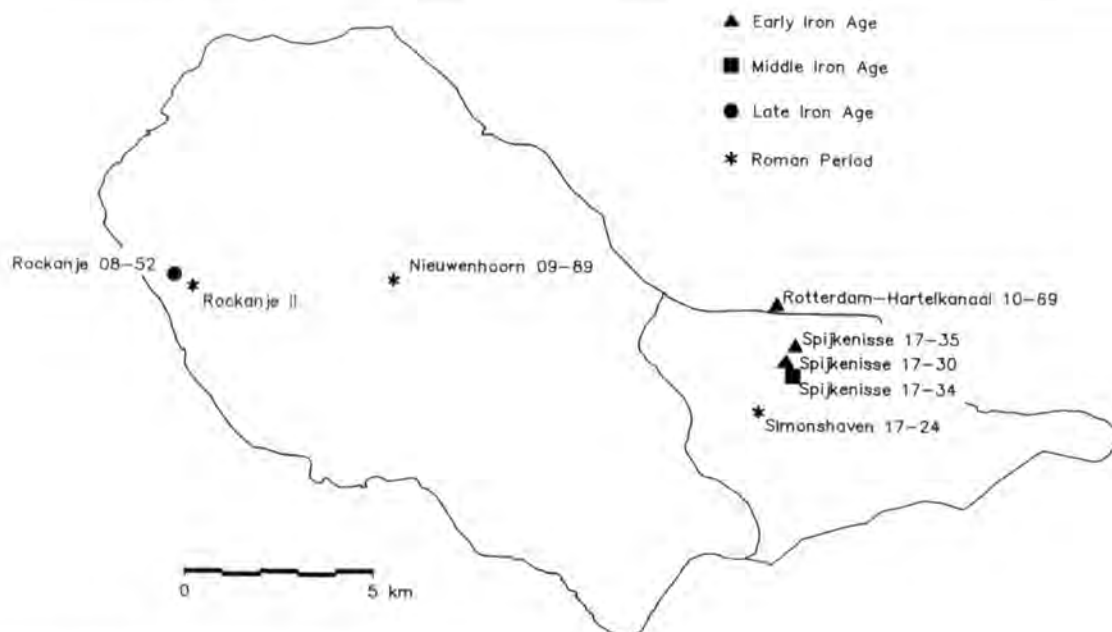 Early Iron Age
Middle Iron Age
Late Iron Age
Roman Period
Rockanje 08-52
Rockanje II
Nieuwenhoorn 09-89
Rotterdam-Hartelkanaal 10-69
Spijkenisse 17-35
Spijkenisse 17-30
Spijkenisse 17-34
Simonshaven 17-24
0 5 km